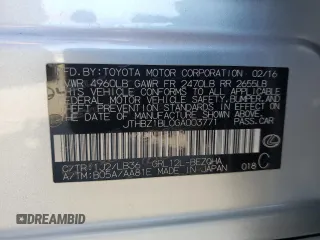 MFD.BY:TOYOTA MOTOR CORPORATION 02/16
GVWR 4960LB GAWR FR 2470LB RR 2655LB
THIS VEHICLE CONFORMS TO ALL APPLICABLE
FEDERAL MOTOR VEHICLE SAFETY, BUMPER, AND
THEFT PREVENTION STANDARDS IN EFFECT ON
THE DATE OF MANUFACTURE SHOWN ABOVE.
PASS.CAR
C/TR:1J2/LB36 GRL12L-BEZQHA
A/TM:B05A/AA81E MADE IN JAPAN 018 C